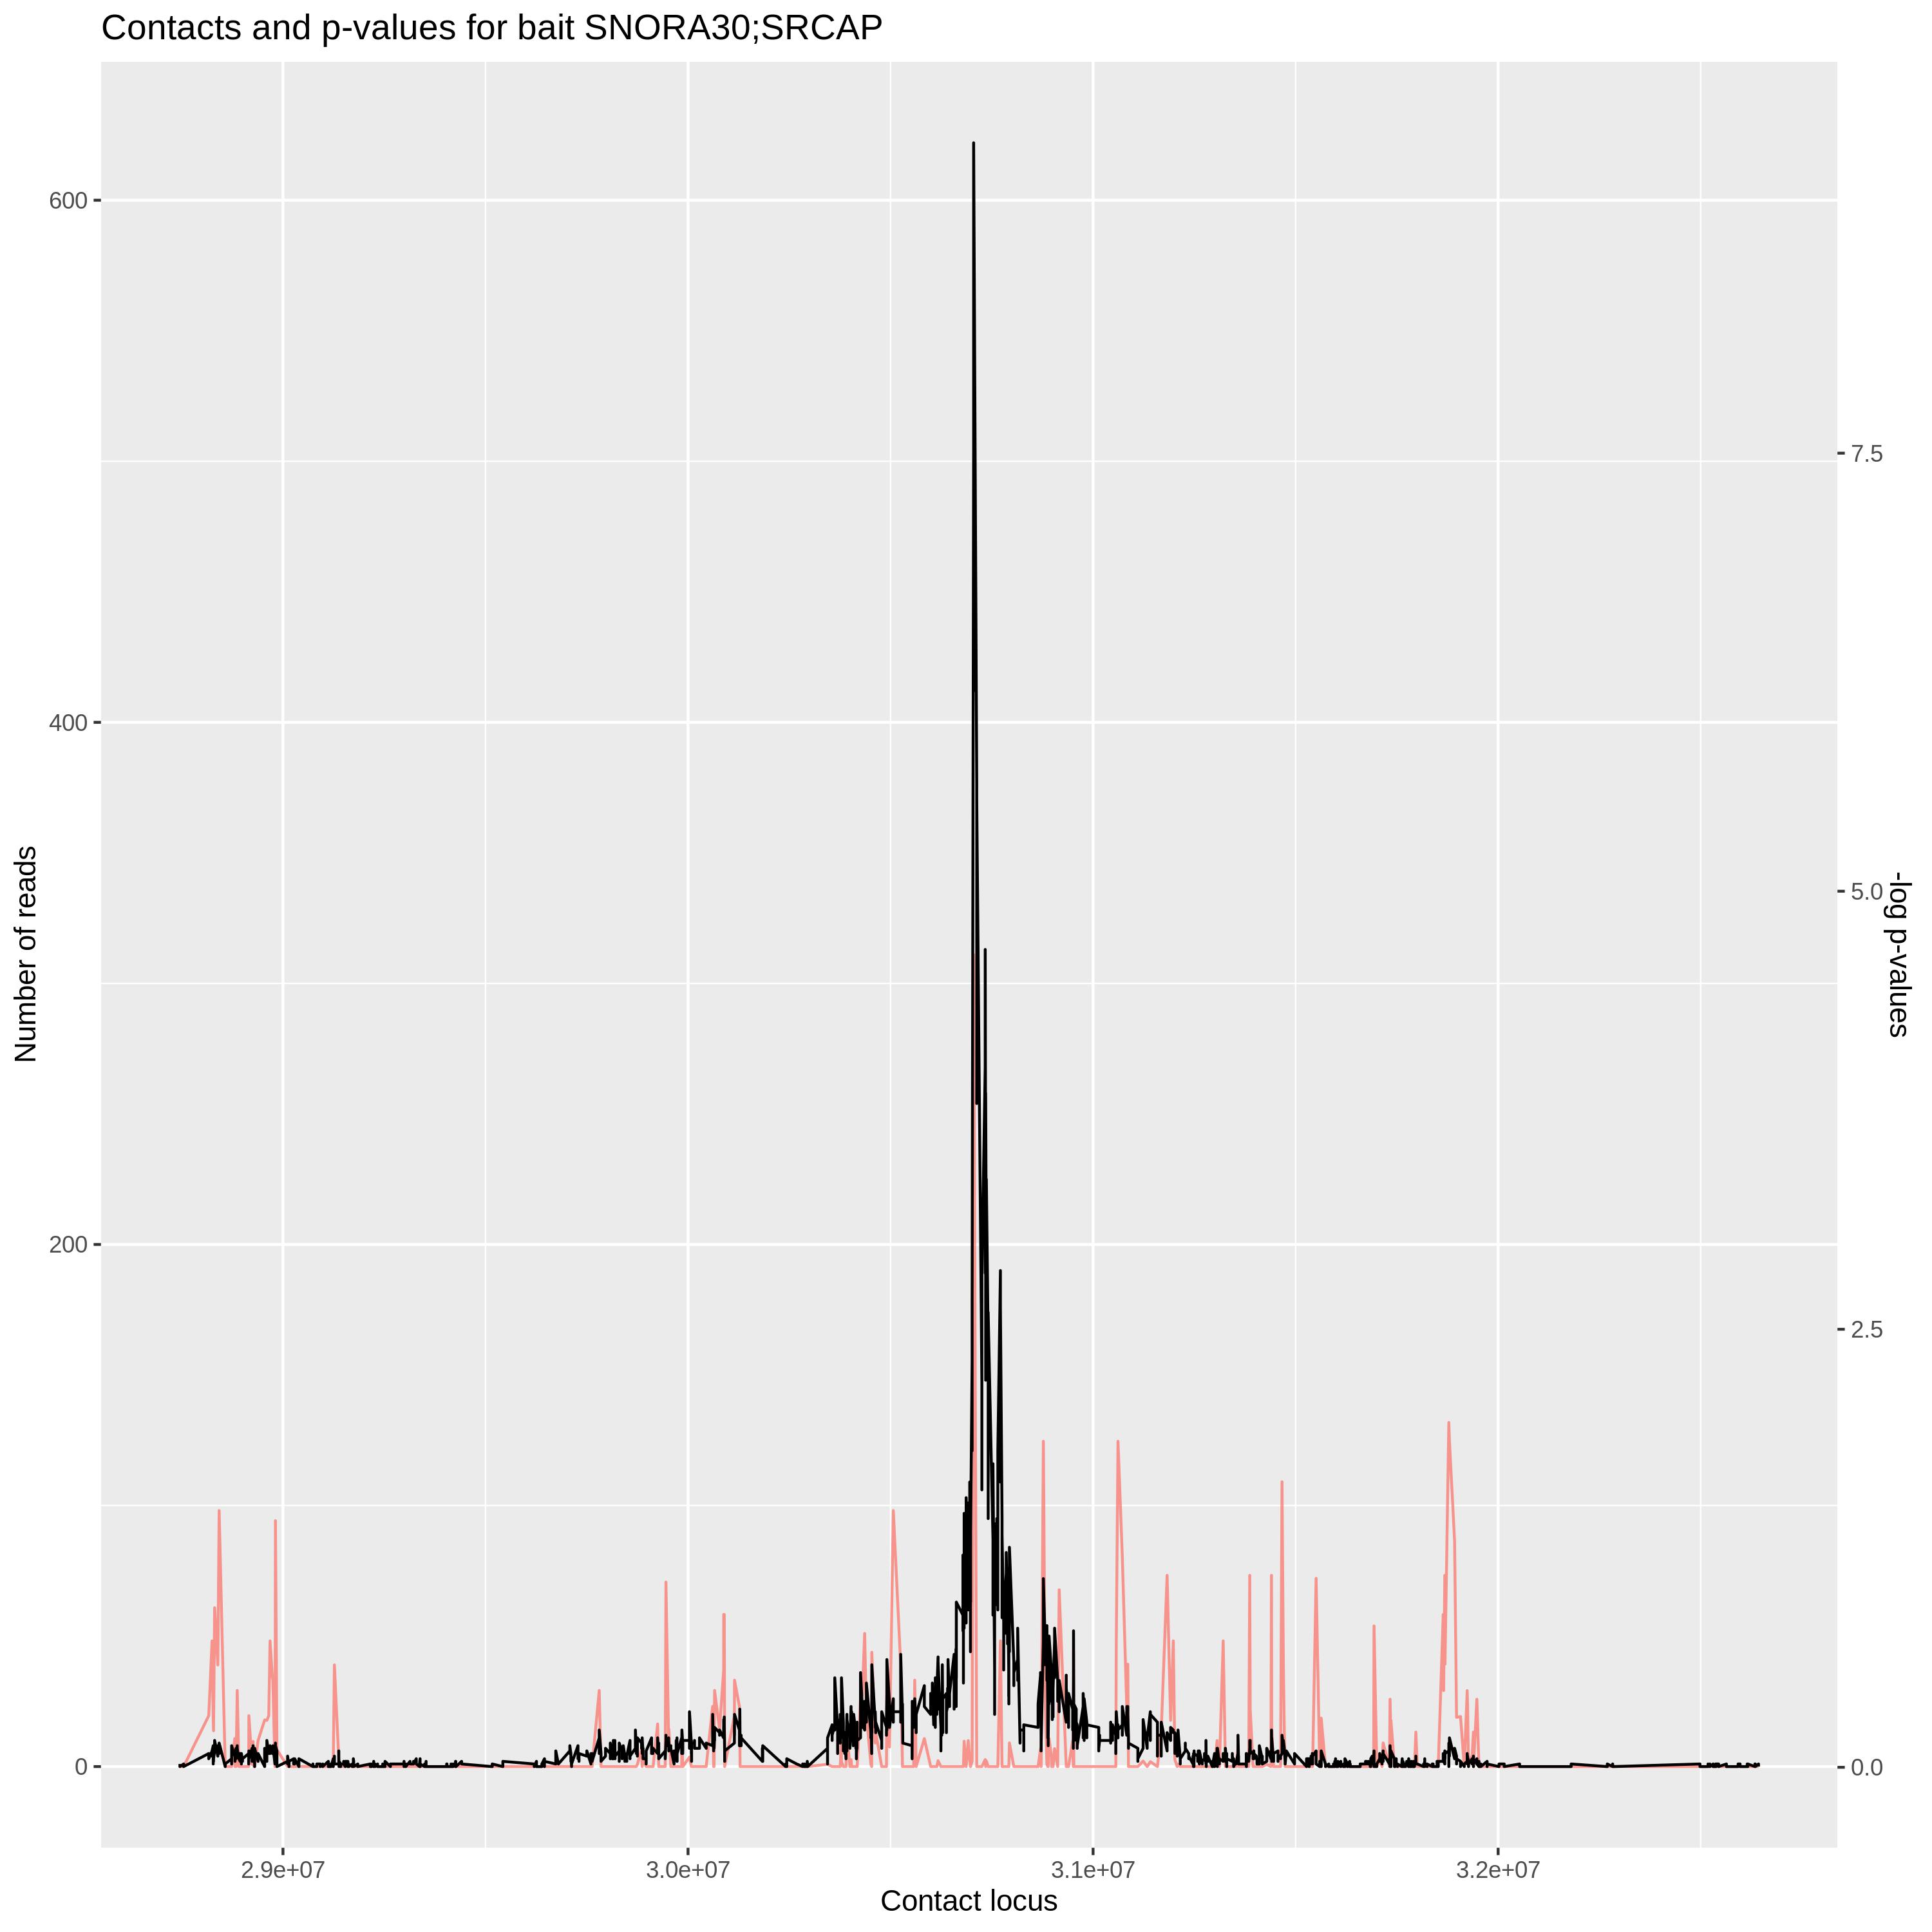 Contacts and p-values for bait SNORA30;SRCAP
600
400
200
0
Number of reads
7.5
5.0
2.5
0.0
-log p-values
2.9e+07
3.0e+07
3.1e+07
3.2e+07
Contact locus